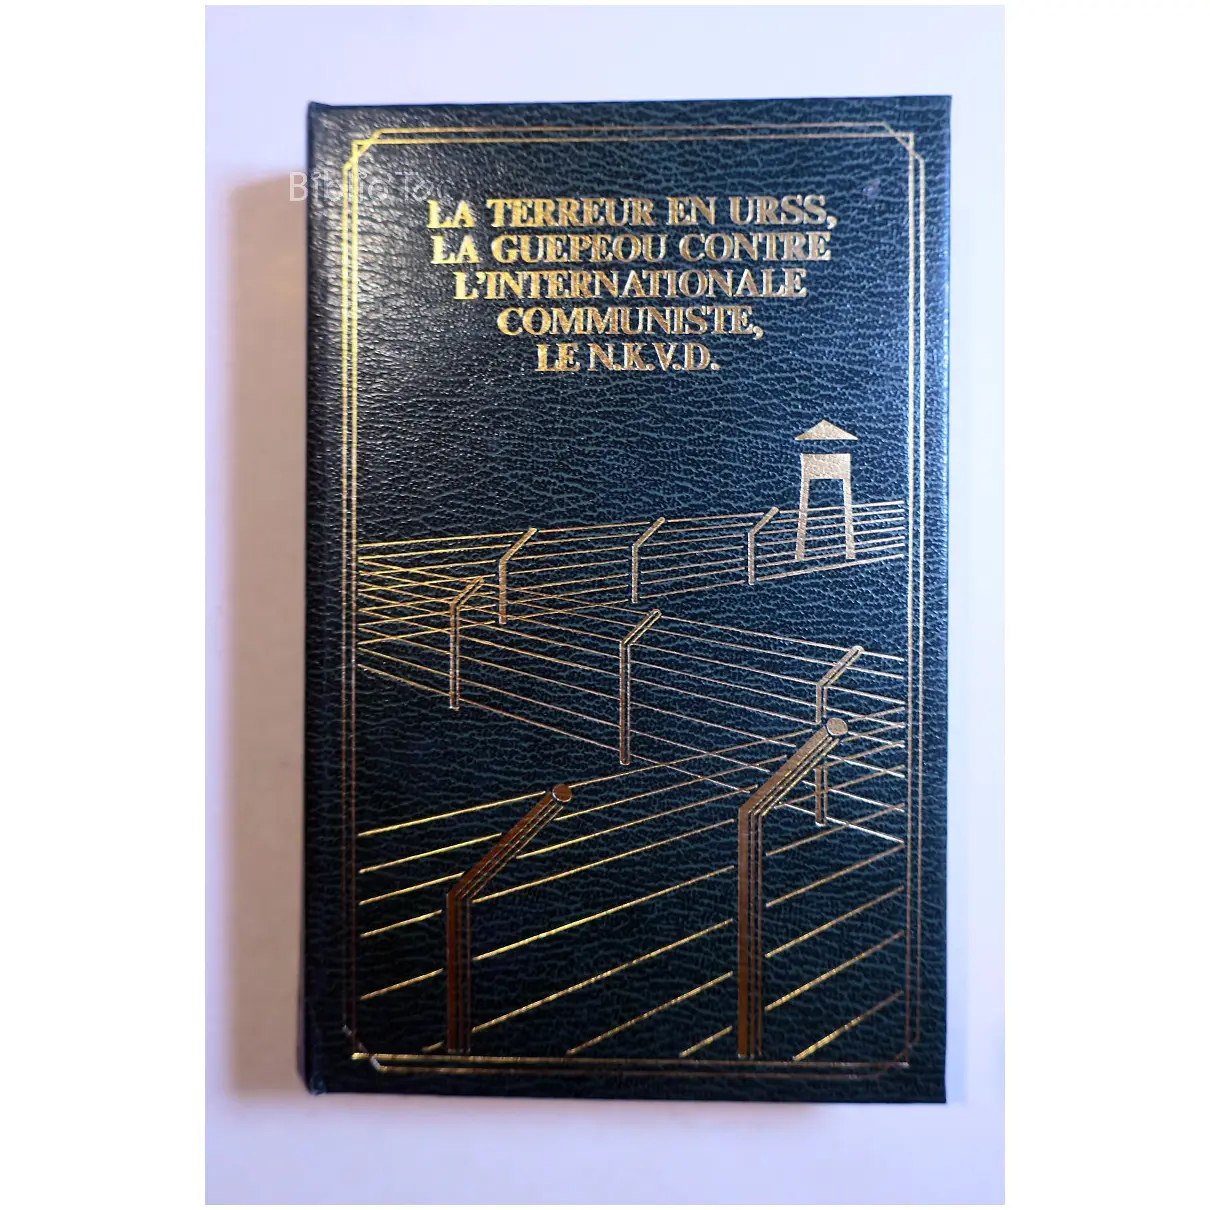 LA TERREUR EN URSS,
LA GUEPEOU CONTRE
L'INTERNATIONALE
COMMUNISTE,
LE N.K.V.D.